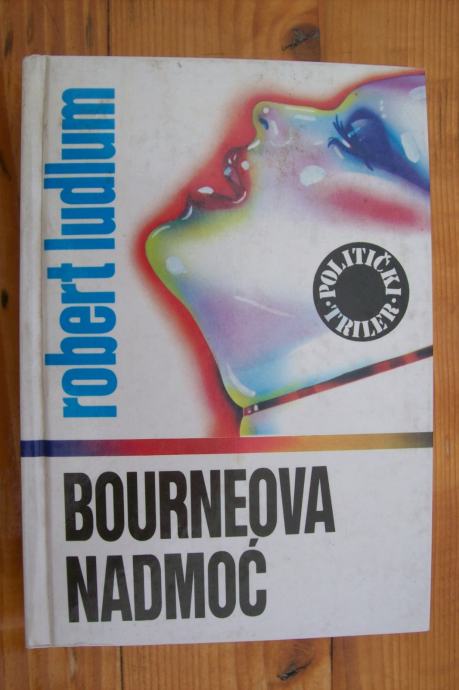 robert ludlum
POLITIČKI
TRILER
BOURNEOVA
NADMOĆ